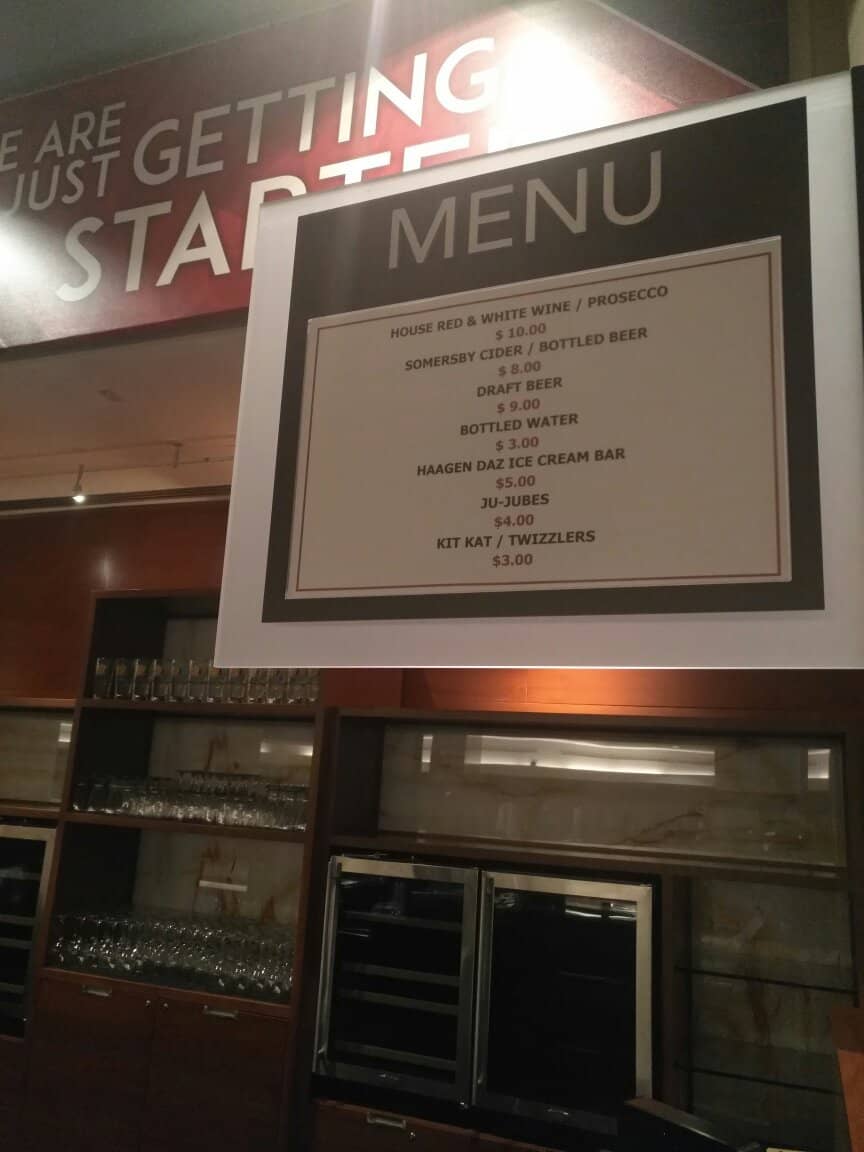 E ARE
JUST GETTING
STARTE
MENU
HOUSE RED & WHITE WINE / PROSECCO
$ 10.00
SOMERSBY CIDER / BOTTLED BEER
$ 8.00
DRAFT BEER
$ 9.00
BOTTLED WATER
$ 3.00
HAAGEN DAZ ICE CREAM BAR
$5.00
JU-JUBES
$4.00
KIT KAT / TWIZZLERS
$3.00